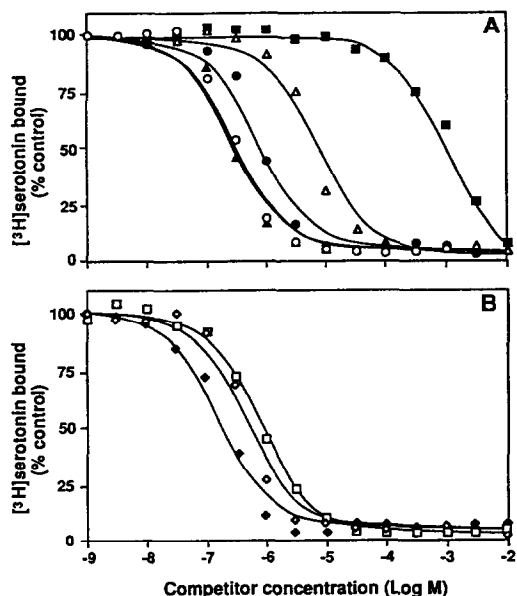 A
[³H]serotonin bound
(% control)
100
75
50
25
0
B
[³H]serotonin bound
(% control)
100
75
50
25
0
-9 -8 -7 -6 -5 -4 -3 -2
Competitor concentration (Log M)